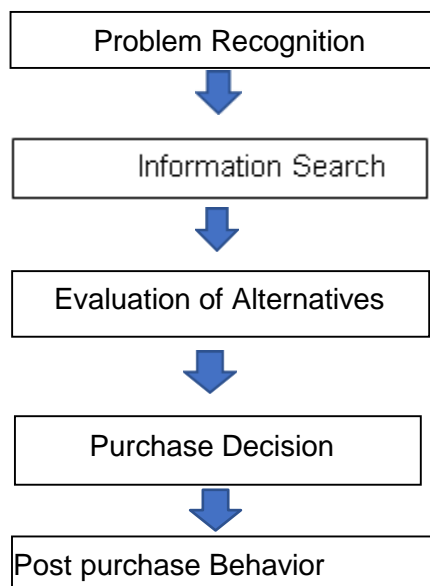 Problem Recognition
Information Search
Evaluation of Alternatives
Purchase Decision
Post purchase Behavior